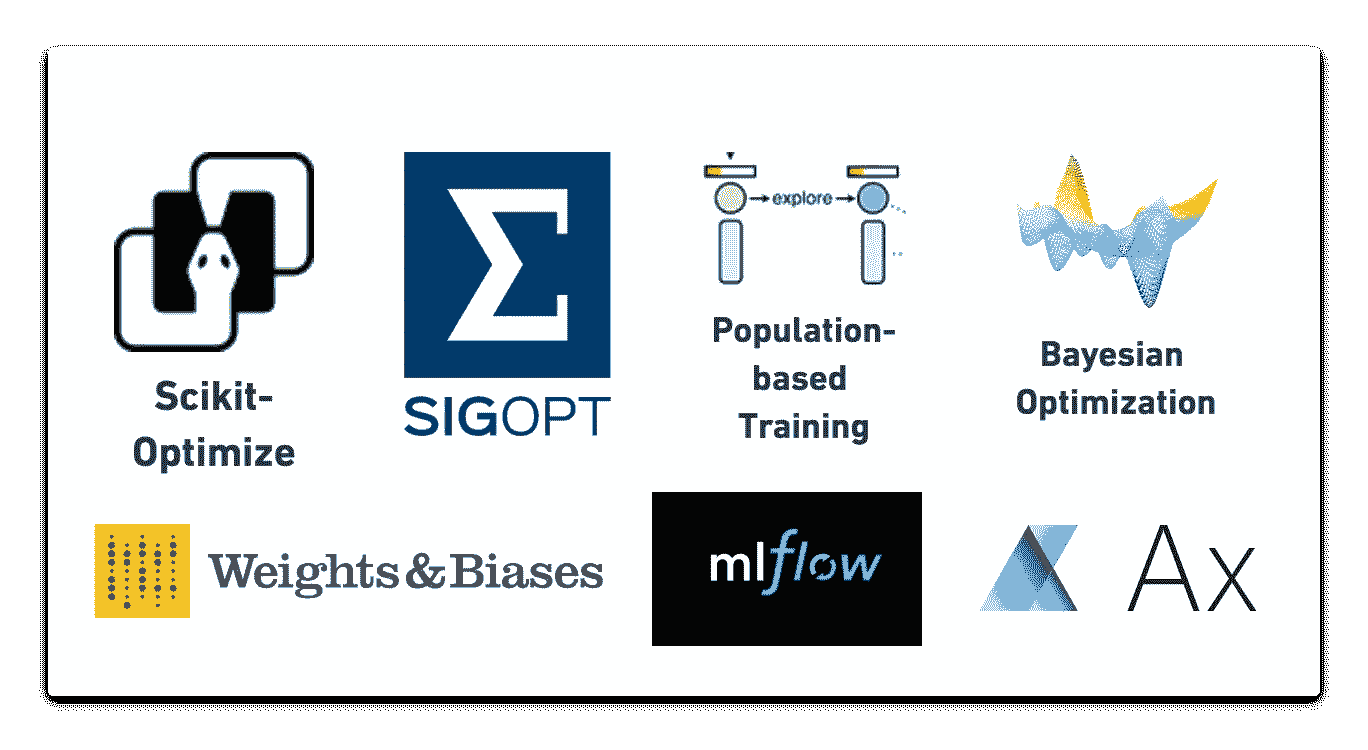 explore
Scikit-
Optimize
SIGOPT
Population-
based
Training
Bayesian
Optimization
Weights & Biases
mlflow
Ax